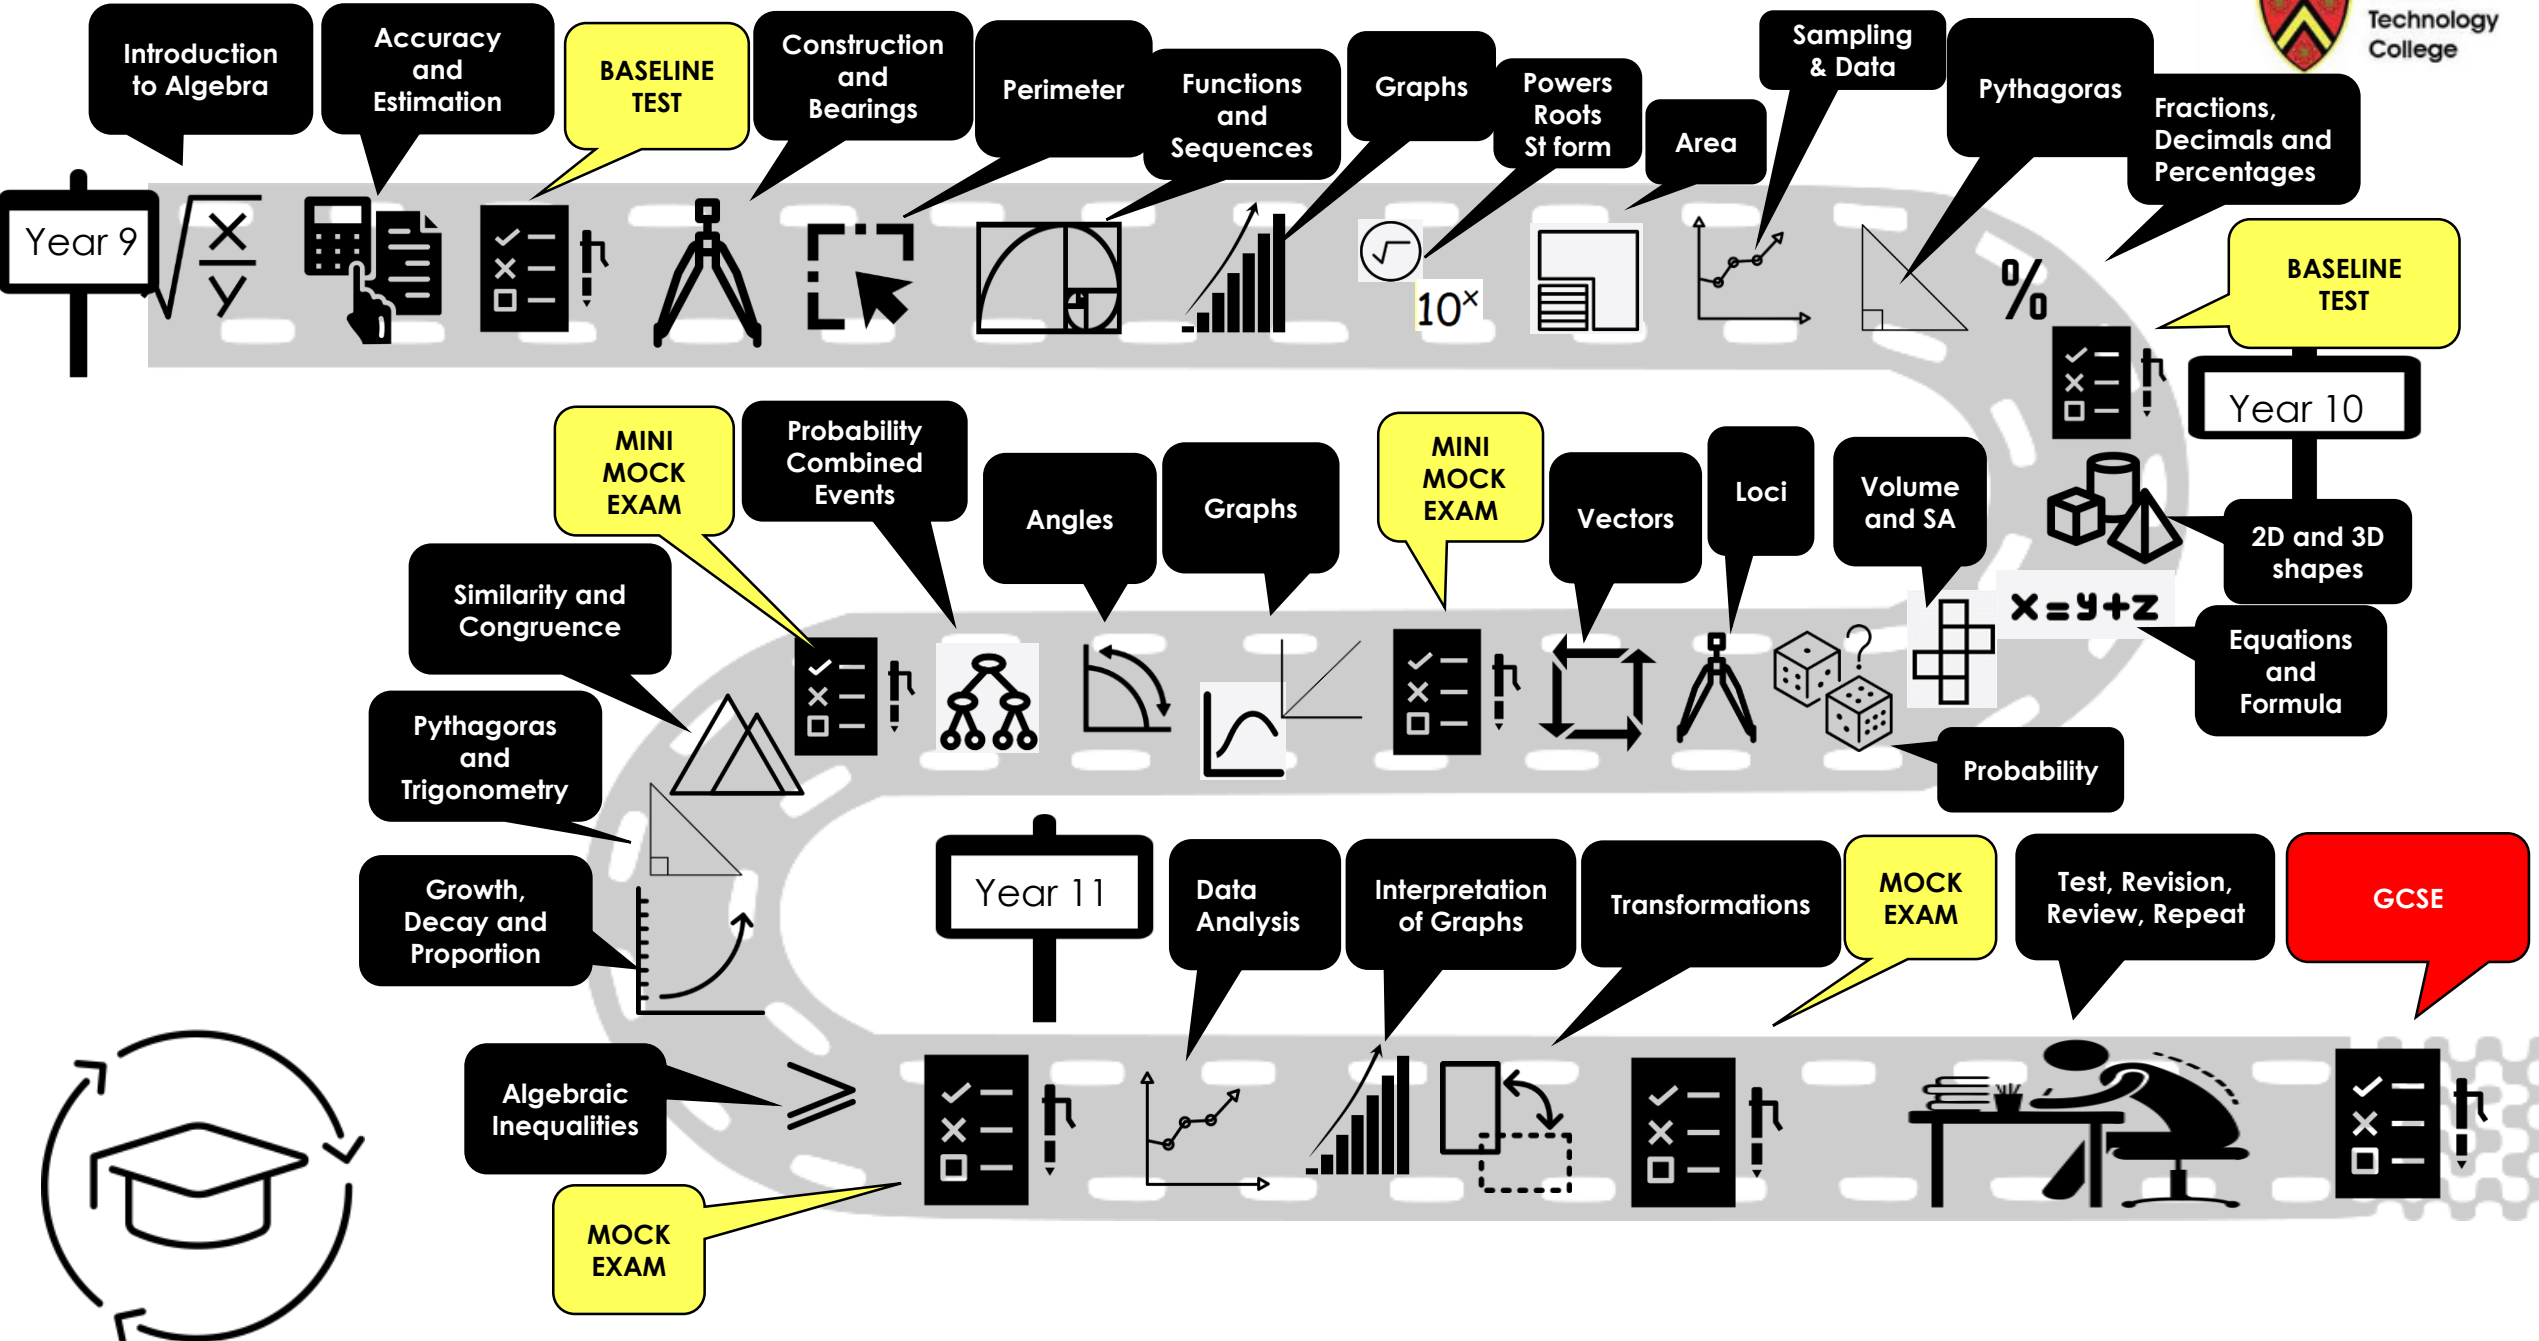 Technology
College
Introduction
to Algebra
Accuracy
and
Estimation
BASELINE
TEST
Construction
and
Bearings
Perimeter
Functions
and
Sequences
Graphs
Powers
Roots
St form
Area
Sampling
& Data
Pythagoras
Fractions,
Decimals and
Percentages
BASELINE
TEST
Year 9
X
y
10ˣ
%
Year 10
2D and 3D
shapes
x=y+z
Equations
and
Formula
Volume
and SA
Probability
?
Loci
Vectors
MINI
MOCK
EXAM
Graphs
Angles
Probability
Combined
Events
MINI
MOCK
EXAM
Similarity and
Congruence
Pythagoras
and
Trigonometry
Growth,
Decay and
Proportion
Algebraic
Inequalities
MOCK
EXAM
Year 11
Data
Analysis
Interpretation
of Graphs
Transformations
MOCK
EXAM
Test, Revision,
Review, Repeat
GCSE